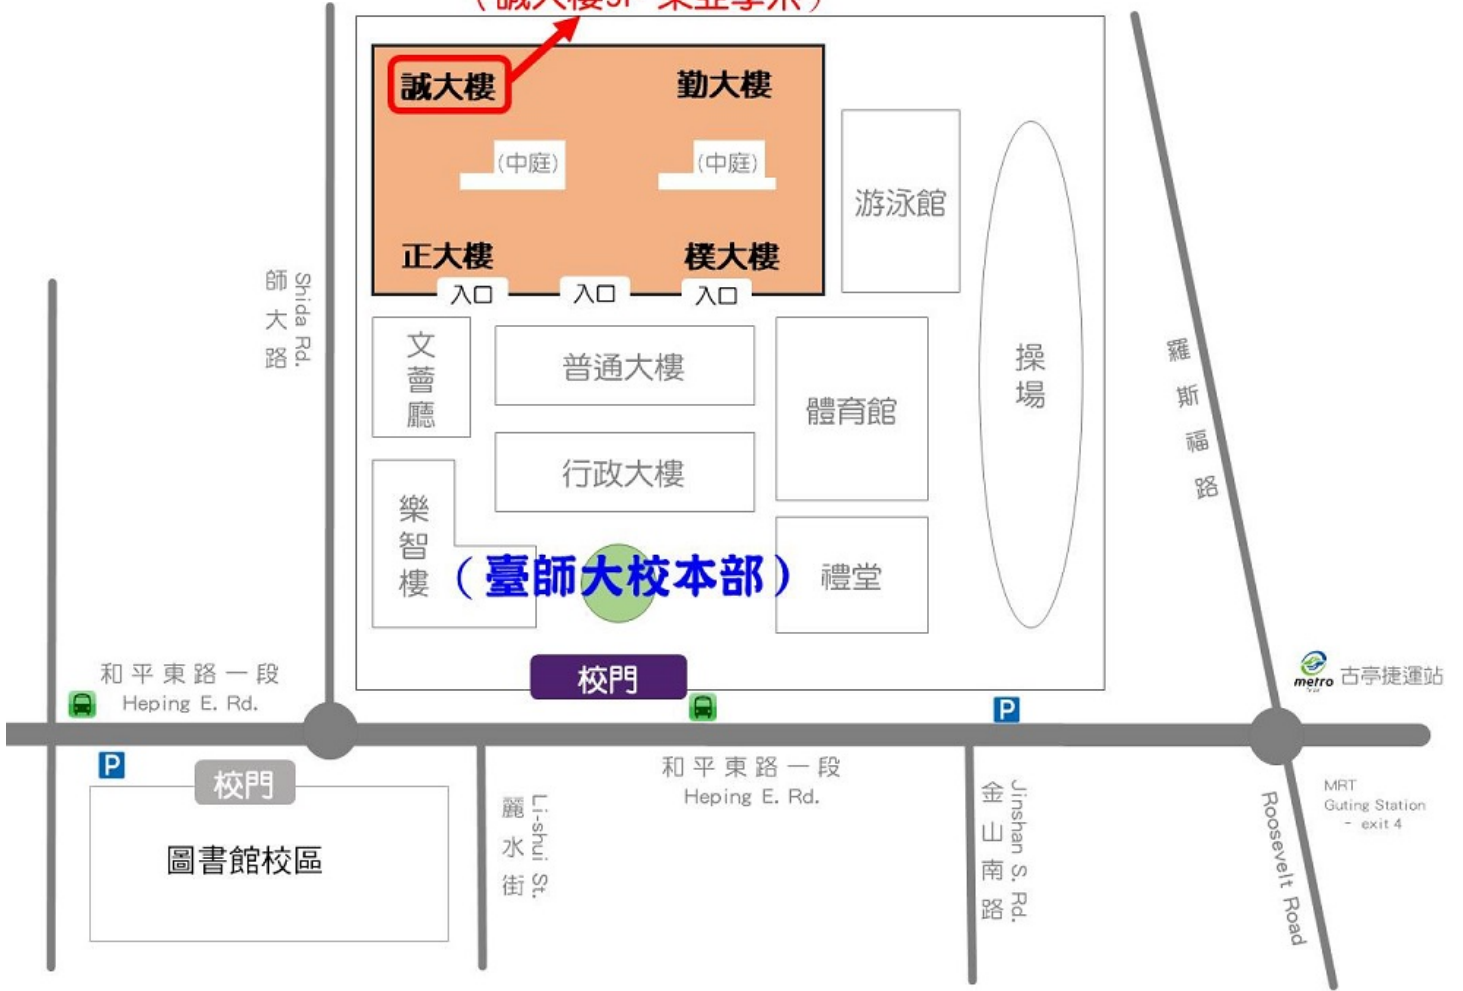 誠大樓
勤大樓
(中庭)
(中庭)
正大樓
樸大樓
入口
入口
入口
游泳館
操場
師大路
Shida Rd.
文薈廳
普通大樓
體育館
行政大樓
樂智樓
(臺師大校本部)
禮堂
羅斯福路
校門
和平東路一段
Heping E. Rd.
metro
古亭捷運站
P
P
校門
圖書館校區
和平東路一段
Heping E. Rd.
麗水街
Li-shui St.
金山南路
Jinshan S. Rd.
Roosevelt Road
MRT
Guting Station
- exit 4